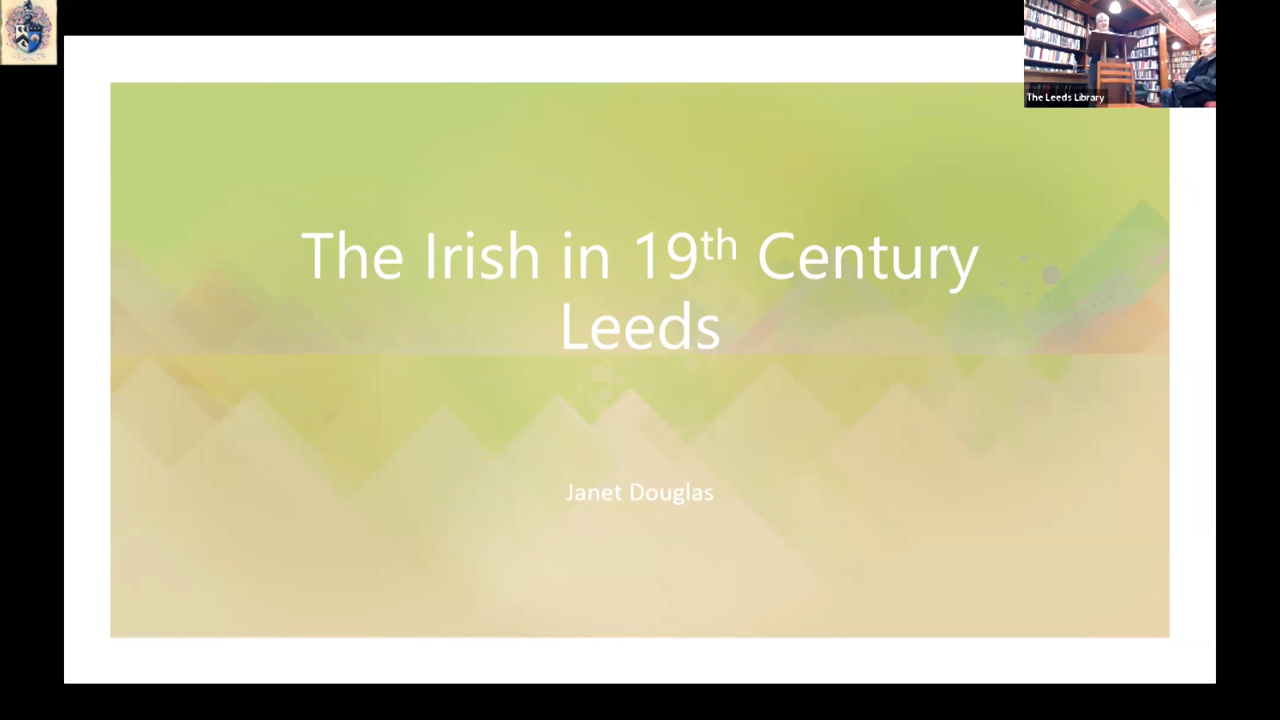 The Leeds Library
The Irish in 19th Century
Leeds
Janet Douglas